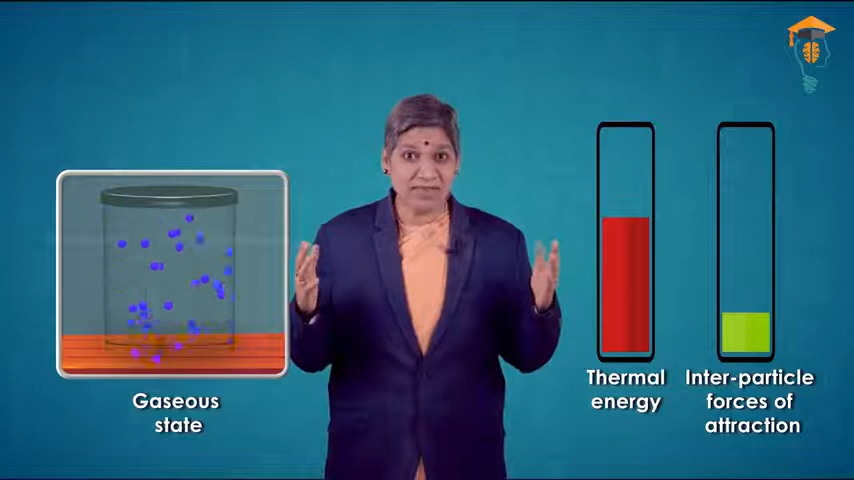 Gaseous
state
Thermal
energy
Inter-particle
forces of
attraction